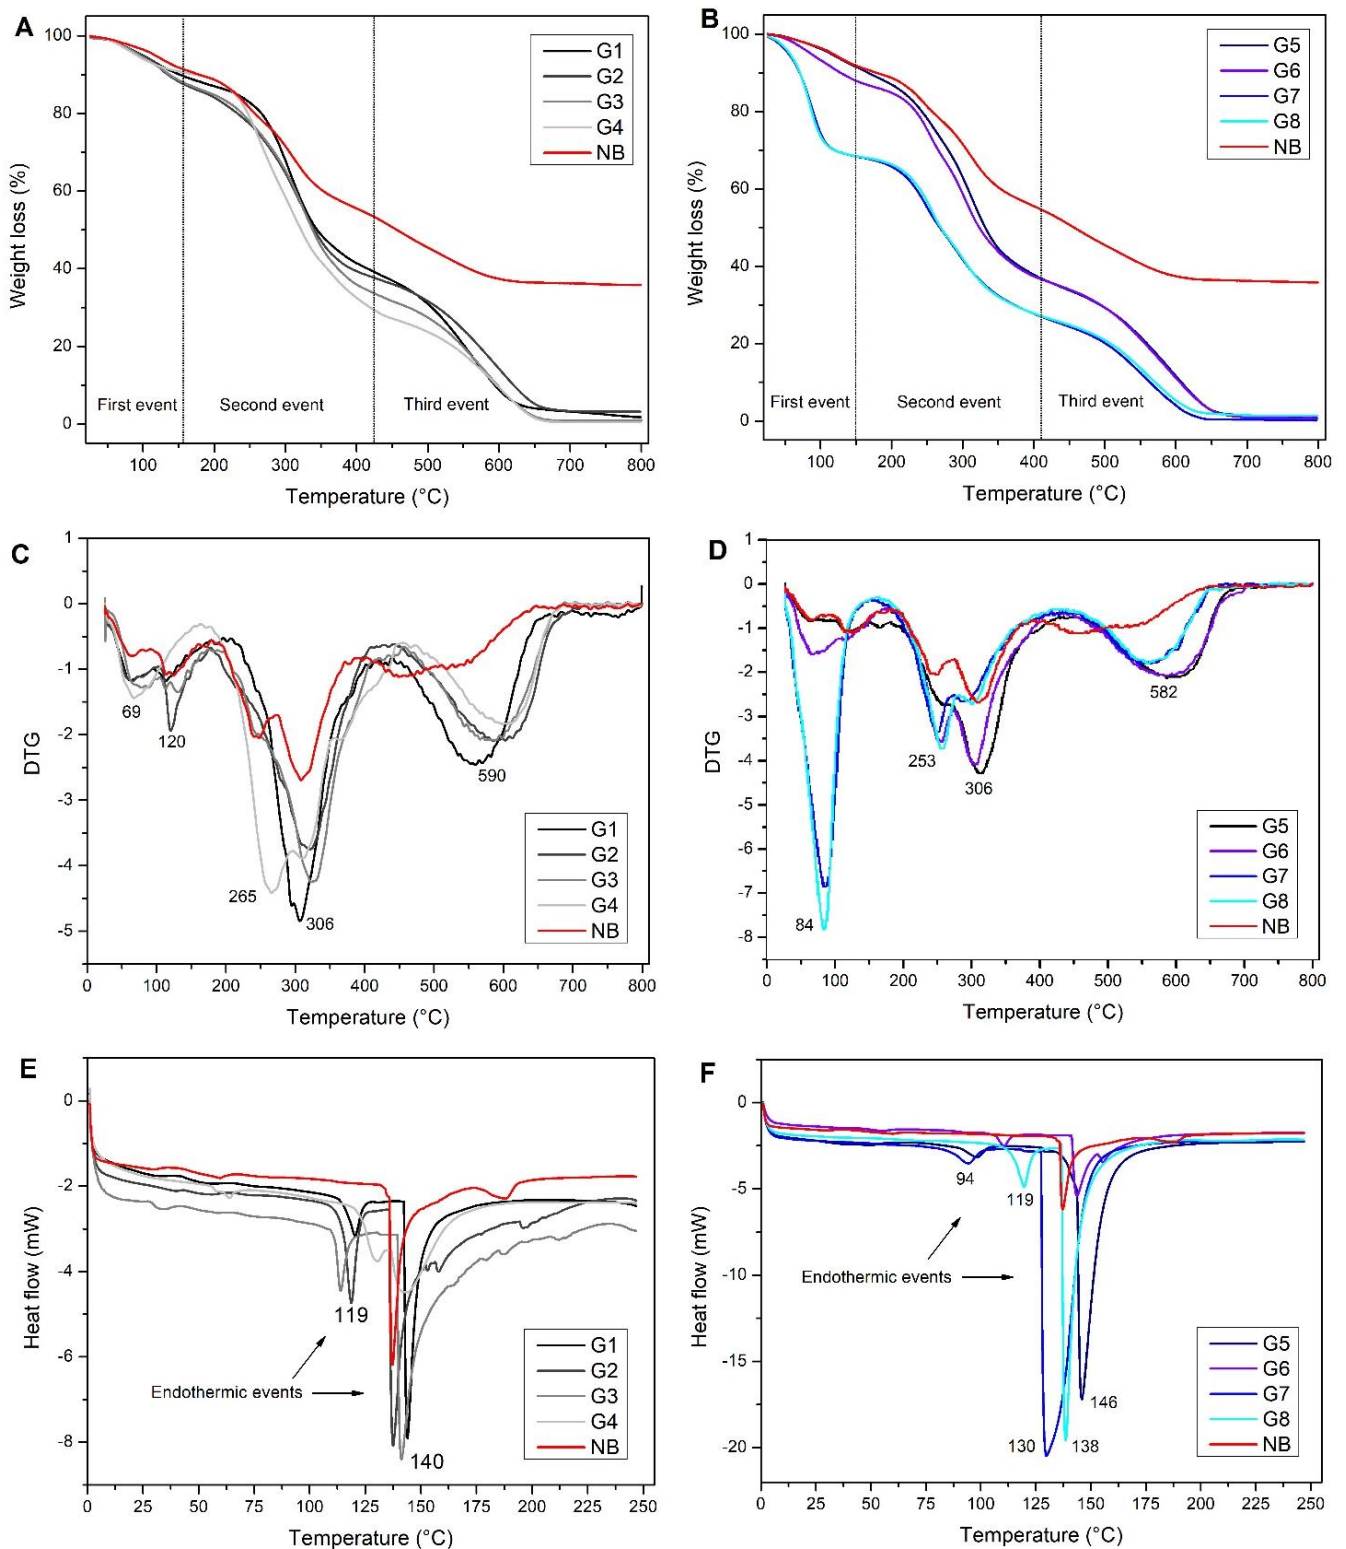 A
100
80
60
40
20
0
Weight loss (%)
G1
G2
G3
G4
NB
First event
Second event
Third event
100 200 300 400 500 600 700 800
Temperature (°C)
B
100
80
60
40
20
0
Weight loss (%)
G5
G6
G7
G8
NB
First event
Second event
Third event
100 200 300 400 500 600 700 800
Temperature (°C)
C
1
0
-1
-2
-3
-4
-5
DTG
69
120
265
306
590
G1
G2
G3
G4
NB
0 100 200 300 400 500 600 700 800
Temperature (°C)
D
1
0
-1
-2
-3
-4
-5
-6
-7
-8
DTG
84
253
306
582
G5
G6
G7
G8
NB
0 100 200 300 400 500 600 700 800
Temperature (°C)
E
0
-2
-4
-6
-8
Heat flow (mW)
119
Endothermic events
140
G1
G2
G3
G4
NB
0 25 50 75 100 125 150 175 200 225 250
Temperature (°C)
F
0
-5
-10
-15
-20
Heat flow (mW)
94
119
Endothermic events
146
130
138
G5
G6
G7
G8
NB
0 25 50 75 100 125 150 175 200 225 250
Temperature (°C)